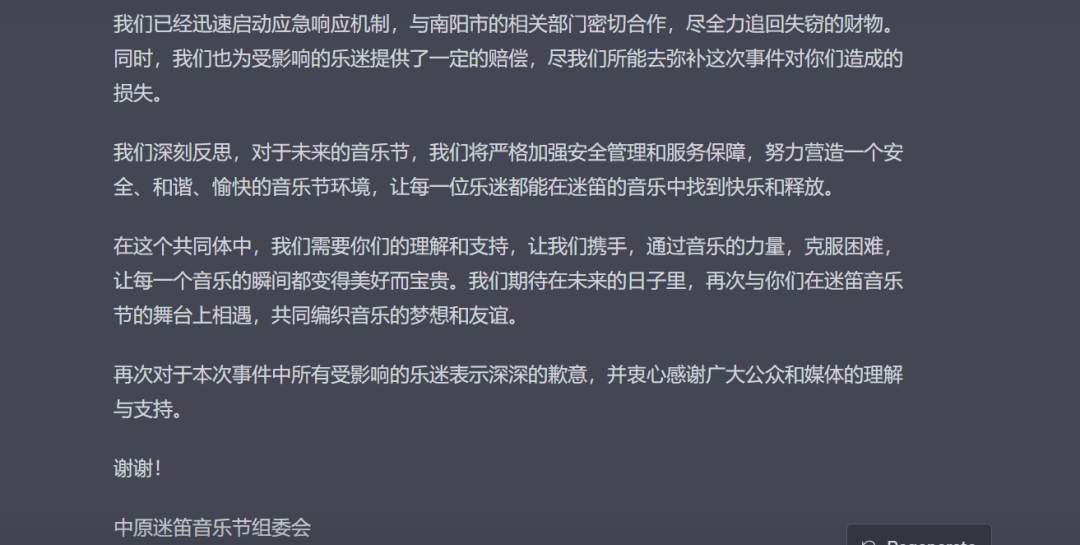 我们已经迅速启动应急响应机制，与南阳市的相关部门密切合作，尽全力追回失窃的财物。
同时，我们也为受影响的乐迷提供了一定的赔偿，尽我们所能去弥补这次事件对你们造成的
损失。
我们深刻反思，对于未来的音乐节，我们将严格加强安全管理和服务保障，努力营造一个安
全、和谐、愉快的音乐节环境，让每一位乐迷都能在迷笛的音乐中找到快乐和释放。
在这个共同体中，我们需要你们的理解和支持，让我们携手，通过音乐的力量，克服困难，
让每一个音乐的瞬间都变得美好而宝贵。我们期待在未来的日子里，再次与你们在迷笛音乐
节的舞台上相遇，共同编织音乐的梦想和友谊。
再次对于本次事件中所有受影响的乐迷表示深深的歉意，并衷心感谢广大公众和媒体的理解
与支持。
谢谢！
中原迷笛音乐节组委会
Regenerate